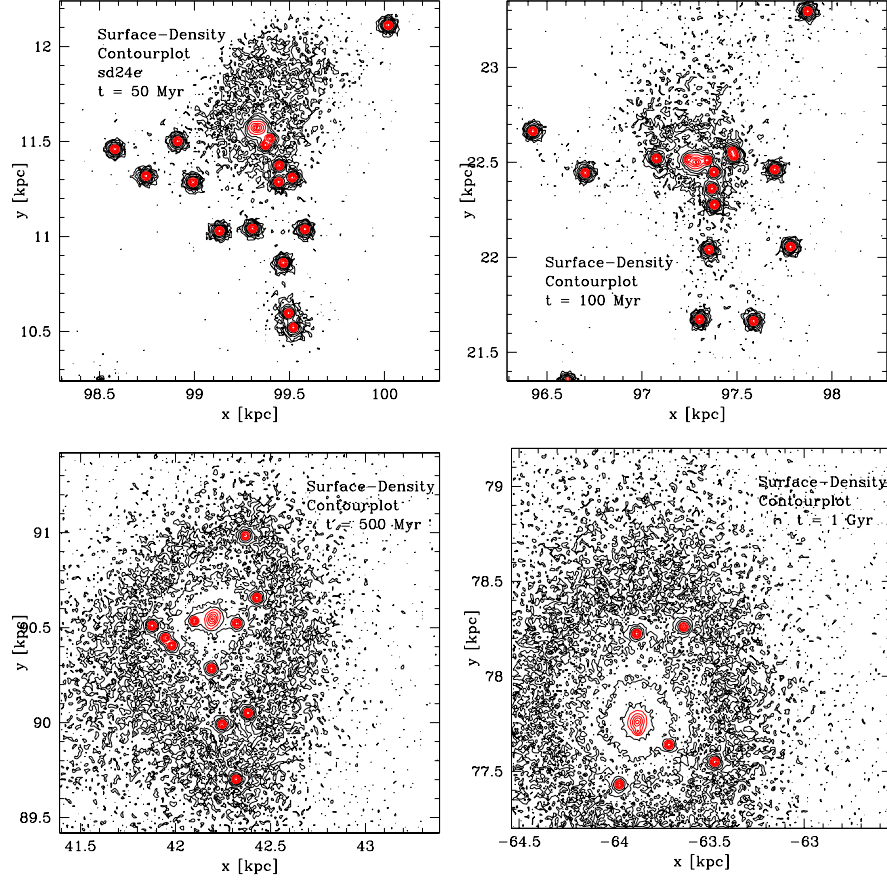 Surface-Density
Contourplot
sd24e
t = 50 Myr
12
11.5
11
10.5
y [kpc]
98.5 99 99.5 100
x [kpc]
Surface-Density
Contourplot
t = 100 Myr
23
22.5
22
21.5
y [kpc]
96.5 97 97.5 98
x [kpc]
Surface-Density
Contourplot
t = 500 Myr
91
90.5
90
89.5
y [kpc]
41.5 42 42.5 43
x [kpc]
Surface-Density
Contourplot
t = 1 Gyr
79
78.5
78
77.5
y [kpc]
−64.5 −64 −63.5 −63
x [kpc]